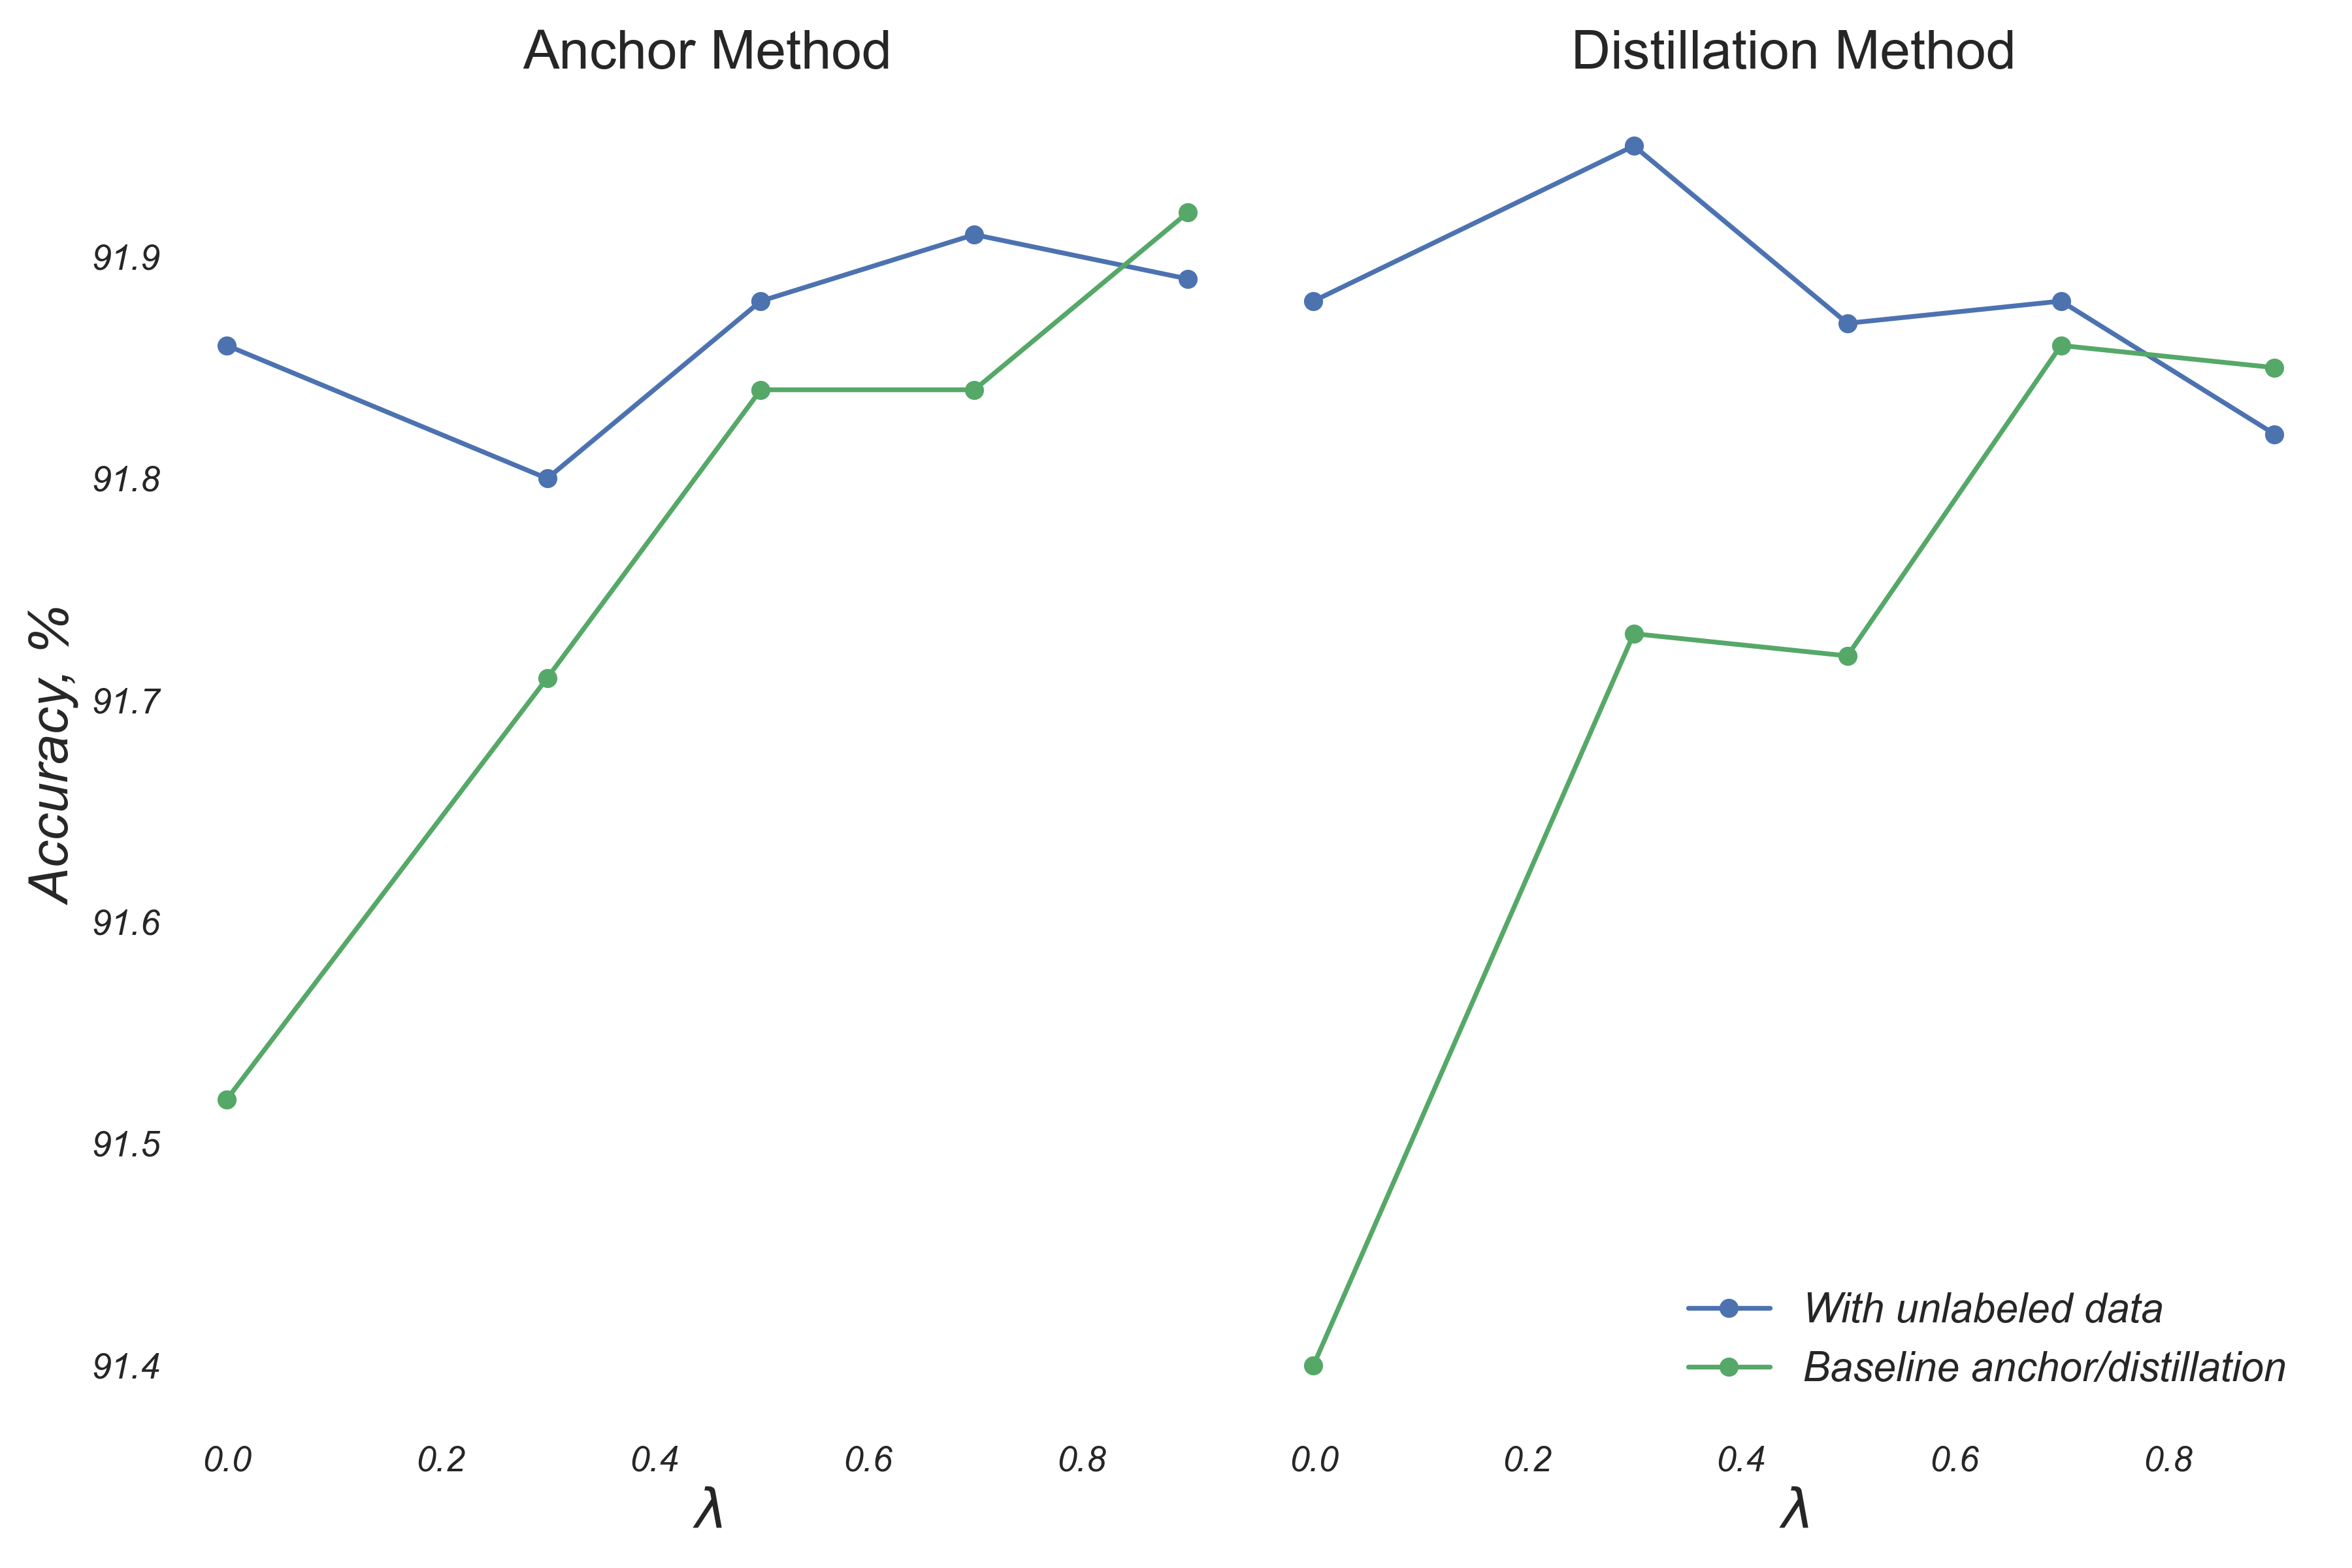 Anchor Method
Distillation Method
Accuracy, %
91.9
91.8
91.7
91.6
91.5
91.4
0.0 0.2 0.4 0.6 0.8
λ
0.0 0.2 0.4 0.6 0.8
λ
With unlabeled data
Baseline anchor/distillation